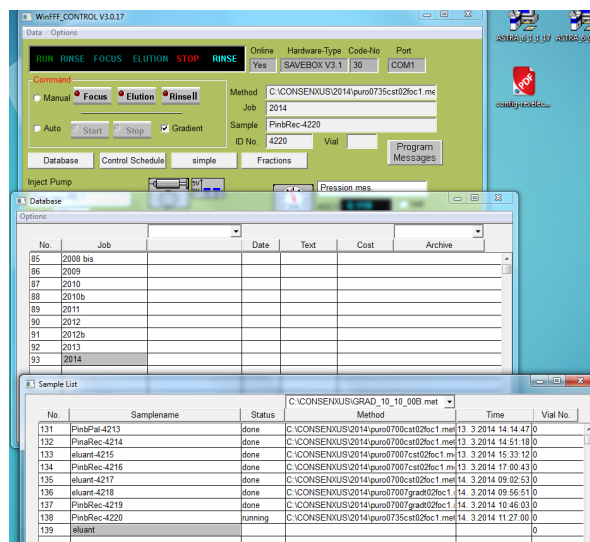 WinFFF_CONTROL V3.0.17
Data Options
RUN RINSE FOCUS ELUTION STOP RINSE
Online Hardware-Type Code-No Port
Yes SAVEBOX V3.1 30 COM1
Command
Manual Focus Elution Rinsell
Auto Start Stop Gradient
Method C:\CONSENXUS\2014\puro0735cst02foc1.me
Job 2014
Sample PinbRec-4220
ID No. 4220 Vial
Program Messages
Database Control Schedule simple Fractions
Inject Pump
Pression mes.
ASTRA 6.1.1.17
config-revelec...
Database
Options
No. Job Date Text Cost Archive
85 2008 bis
86 2009
87 2010
88 2010b
89 2011
90 2012
91 2012b
92 2013
93 2014
Sample List
C:\CONSENXUS\GRAD_10_10_00B.met
No. Samplename Status Method Time Vial No.
131 PinbPal-4213 done C:\CONSENXUS\2014\puro0700cst02foc1.met 13. 3.2014 14:14:47 0
132 PinaRec-4214 done C:\CONSENXUS\2014\puro0700cst02foc1.met 13. 3.2014 14:51:18 0
133 eluant-4215 done C:\CONSENXUS\2014\puro07007cst02foc1.m 13. 3.2014 15:33:12 0
134 PinbRec-4216 done C:\CONSENXUS\2014\puro07007cst02foc1.m 13. 3.2014 17:00:43 0
135 eluant-4217 done C:\CONSENXUS\2014\puro0700cst02foc1.met 14. 3.2014 09:02:53 0
136 eluant-4218 done C:\CONSENXUS\2014\puro07007gradt02foc1. 14. 3.2014 09:56:51 0
137 PinbRec-4219 done C:\CONSENXUS\2014\puro07007gradt02foc1. 14. 3.2014 10:46:03 0
138 PinbRec-4220 running C:\CONSENXUS\2014\puro0735cst02foc1.met 14. 3.2014 11:27:00 0
139 eluant 0